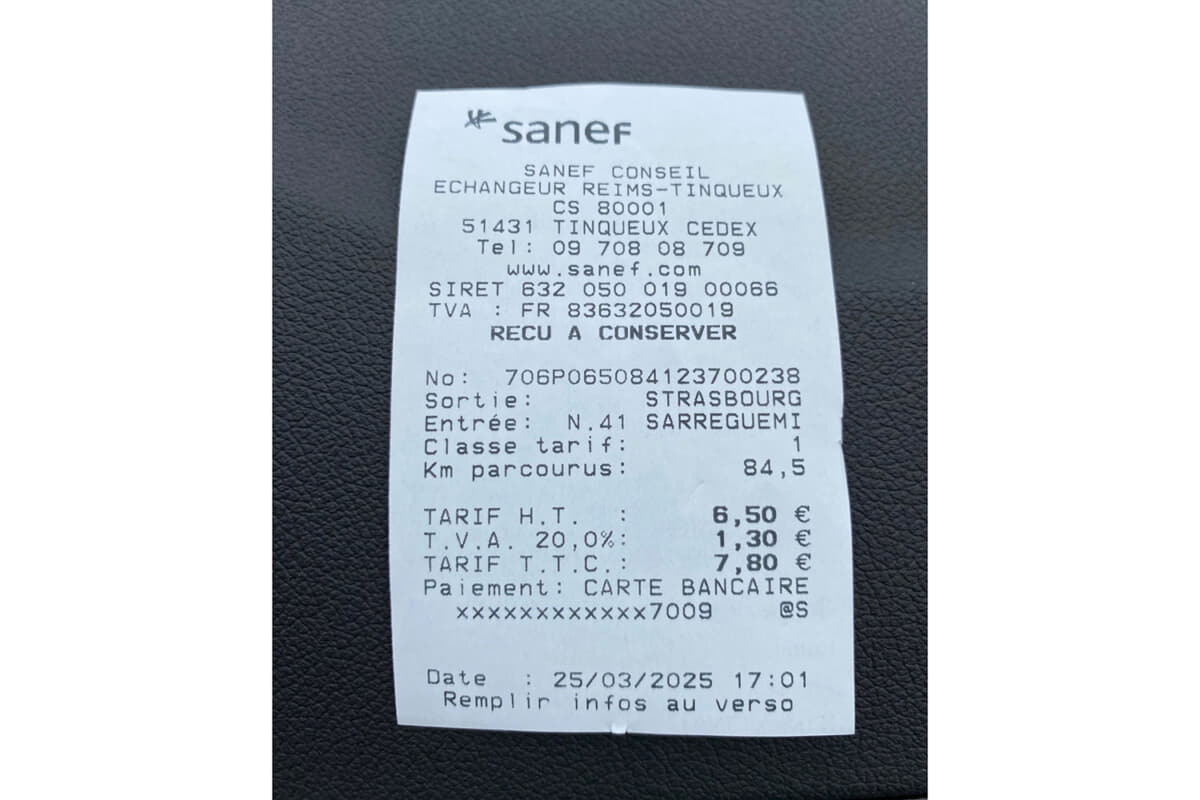 sanef
SANEF CONSEIL
ECHANGEUR REIMS-TINQUEUX
CS 80001
51431 TINQUEUX CEDEX
Tel: 09 708 08 709
www.sanef.com
SIRET 632 050 019 00066
TVA : FR 83632050019
RECU A CONSERVER
No: 706P065084123700238
Sortie: STRASBOURG
Entrée: N.41 SARREGUEMI
Classe tarif: 1
Km parcourus: 84,5
TARIF H.T. : 6,50 €
T.V.A. 20,0%: 1,30 €
TARIF T.T.C.: 7,80 €
Paiement: CARTE BANCAIRE
xxxxxxxxxxxx7009 @S
Date : 25/03/2025 17:01
Remplir infos au verso